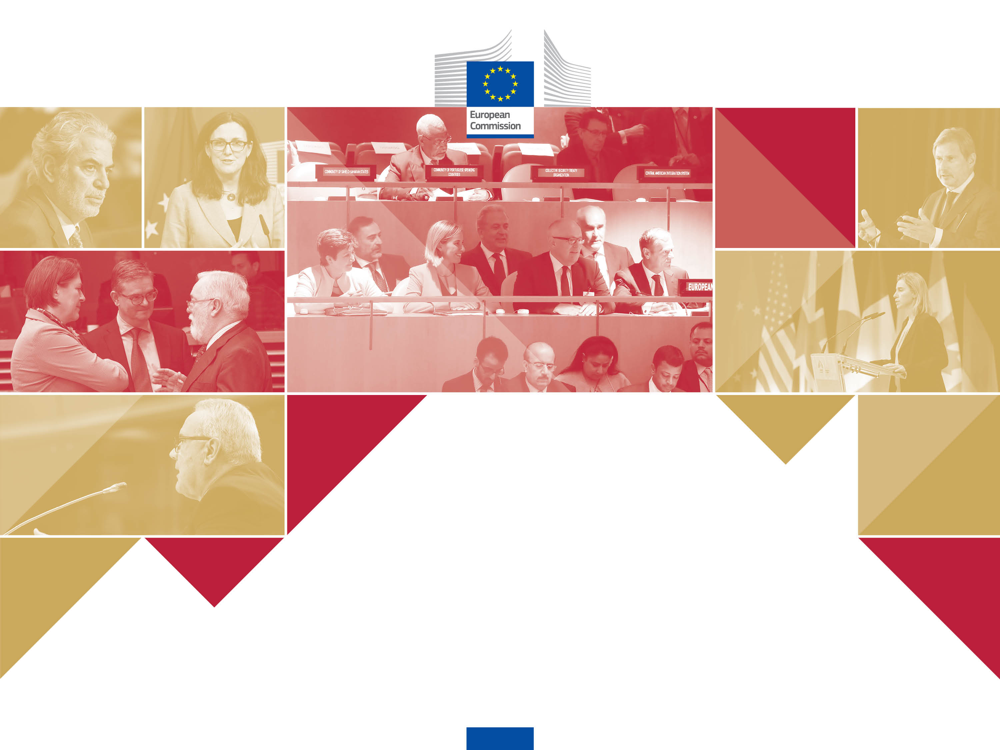 European
Commission
COMMUNITY OF SAHELO-SAHARAN STATES
COMMUNITY OF PORTUGUESE-SPEAKING
COUNTRIES
COLLECTIVE SECURITY TREATY
ORGANIZATION
CENTRAL AMERICAN INTEGRATION SYSTEM
EUROPEAN